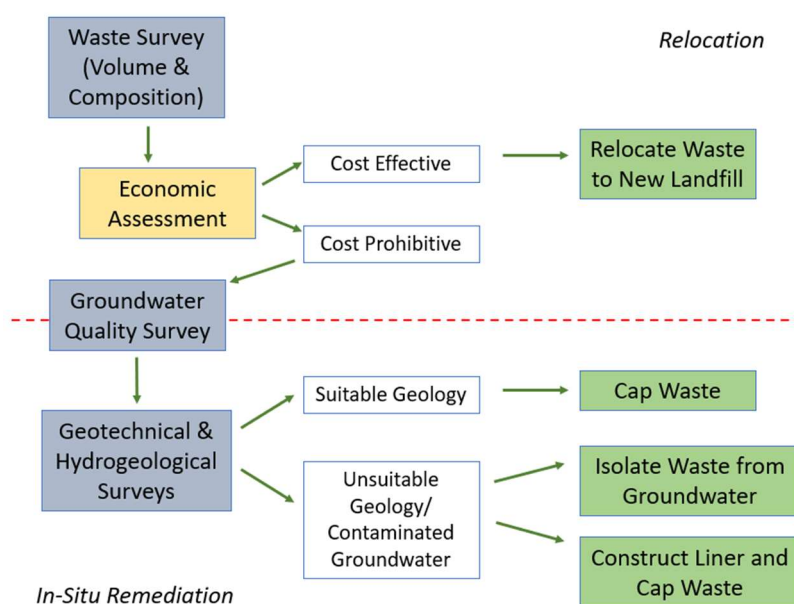 Waste Survey
(Volume &
Composition)
Relocation
Cost Effective
Relocate Waste
to New Landfill
Economic
Assessment
Cost Prohibitive
Groundwater
Quality Survey
Suitable Geology
Cap Waste
Geotechnical &
Hydrogeological
Surveys
Unsuitable
Geology/
Contaminated
Groundwater
Isolate Waste from
Groundwater
Construct Liner and
Cap Waste
In-Situ Remediation